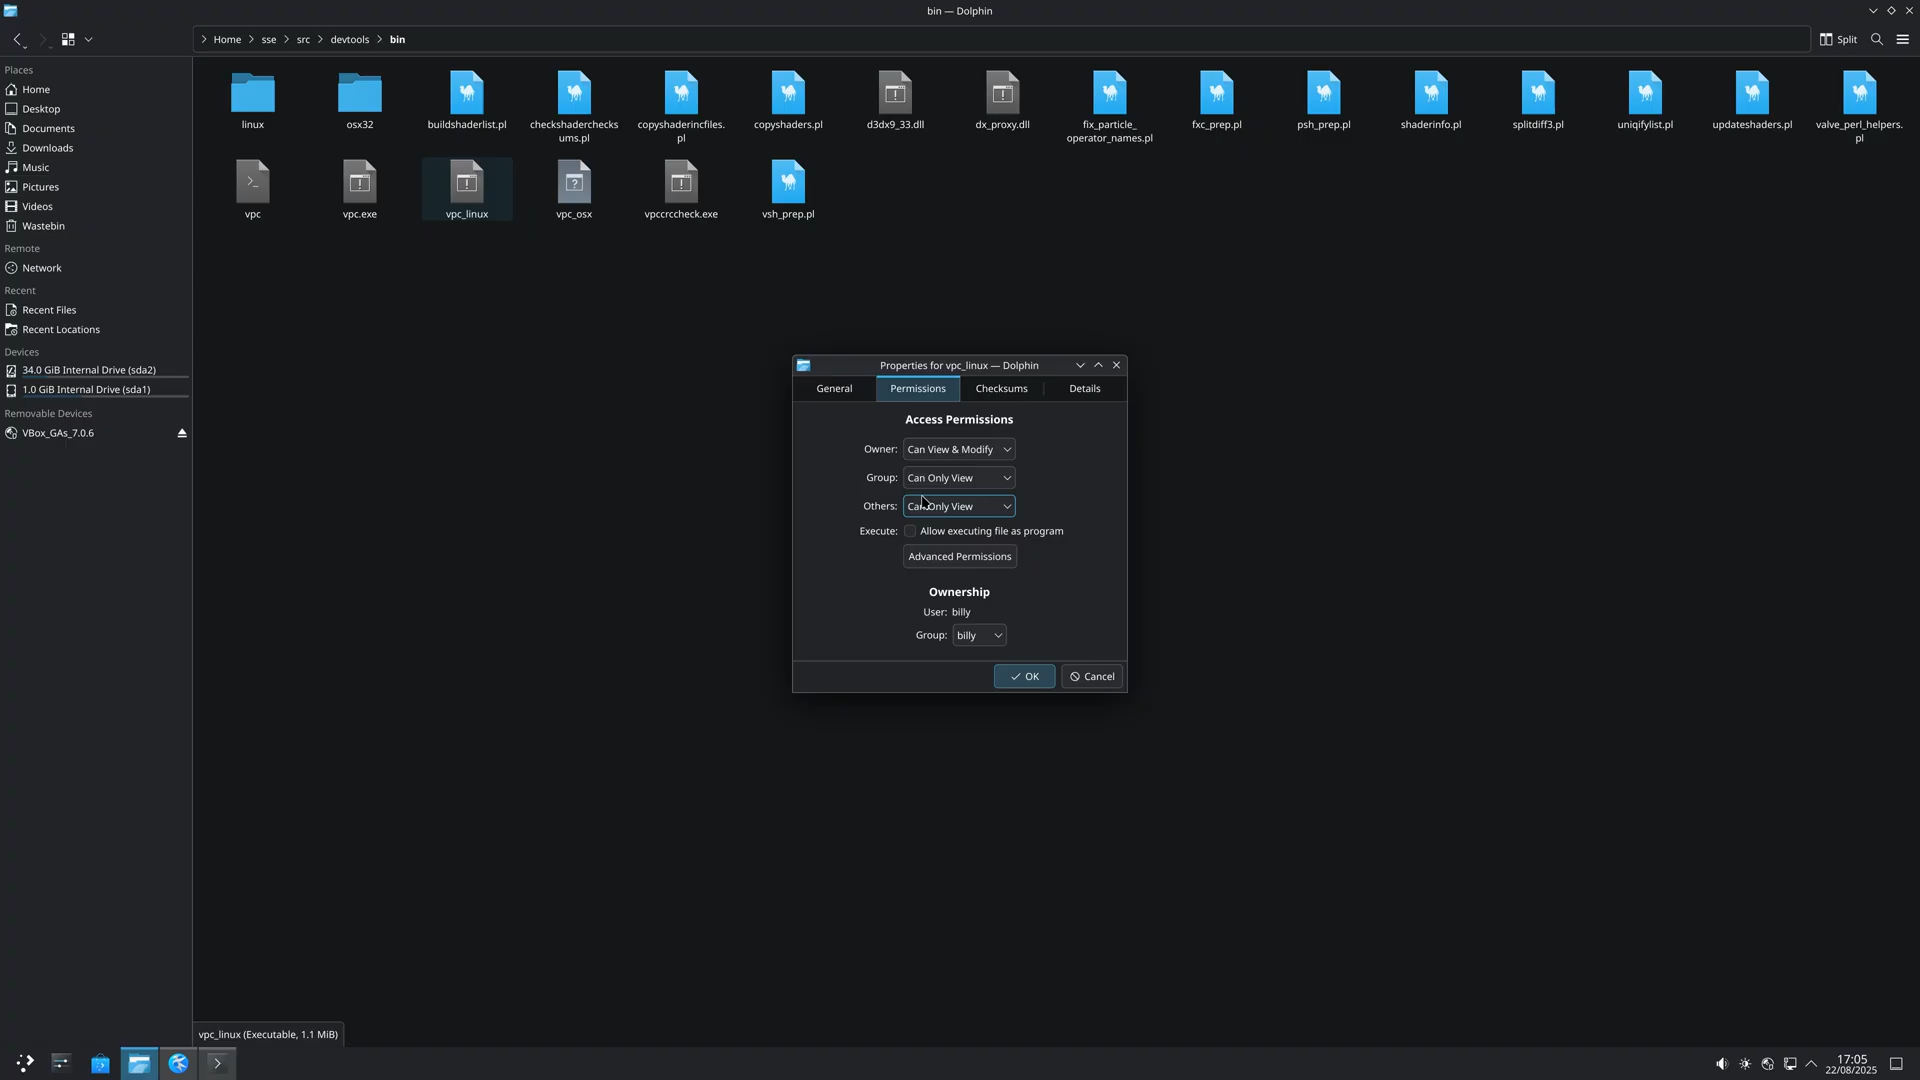 bin — Dolphin
Home
sse
src
devtools
bin
Split
Places
Home
Desktop
Documents
Downloads
Music
Pictures
Videos
Wastebin
Remote
Network
Recent
Recent Files
Recent Locations
Devices
34.0 GiB Internal Drive (sda2)
1.0 GiB Internal Drive (sda1)
Removable Devices
VBox_GAs_7.0.6
linux
osx32
buildshaderlist.pl
checkshaderchecks
ums.pl
copyshaderincfiles.
pl
copyshaders.pl
d3dx9_33.dll
dx_proxy.dll
fix_particle_
operator_names.pl
fxc_prep.pl
psh_prep.pl
shaderinfo.pl
splitdiff3.pl
uniqifylist.pl
updateshaders.pl
valve_perl_helpers.
pl
vpc
vpc.exe
vpc_linux
vpc_osx
vpccrccheck.exe
vsh_prep.pl
Properties for vpc_linux — Dolphin
General
Permissions
Checksums
Details
Access Permissions
Owner: Can View & Modify
Group: Can Only View
Others: Can Only View
Execute: Allow executing file as program
Advanced Permissions
Ownership
User: billy
Group: billy
OK
Cancel
vpc_linux (Executable, 1.1 MiB)
17:05
22/08/2025